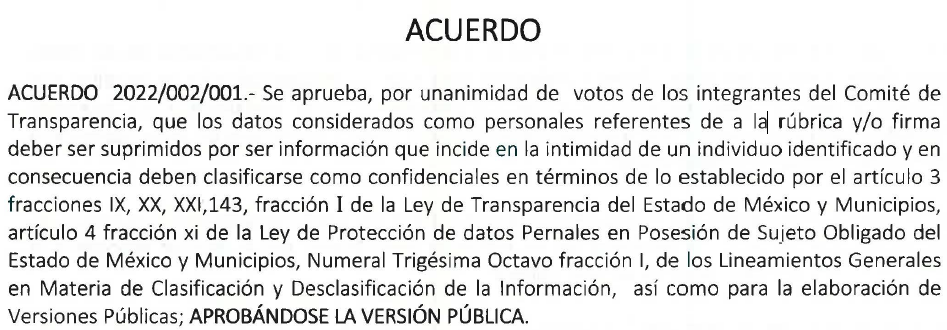 ACUERDO
ACUERDO 2022/002/001.- Se aprueba, por unanimidad de votos de los integrantes del Comité de
Transparencia, que los datos considerados como personales referentes de a la rúbrica y/o firma
deber ser suprimidos por ser información que incide en la intimidad de un individuo identificado y en
consecuencia deben clasificarse como confidenciales en términos de lo establecido por el artículo 3
fracciones IX, XX, XXI,143, fracción I de la Ley de Transparencia del Estado de México y Municipios,
artículo 4 fracción xi de la Ley de Protección de datos Pernales en Posesión de Sujeto Obligado del
Estado de México y Municipios, Numeral Trigésima Octavo fracción I, de los Lineamientos Generales
en Materia de Clasificación y Desclasificación de la Información, así como para la elaboración de
Versiones Públicas; APROBÁNDOSE LA VERSIÓN PÚBLICA.